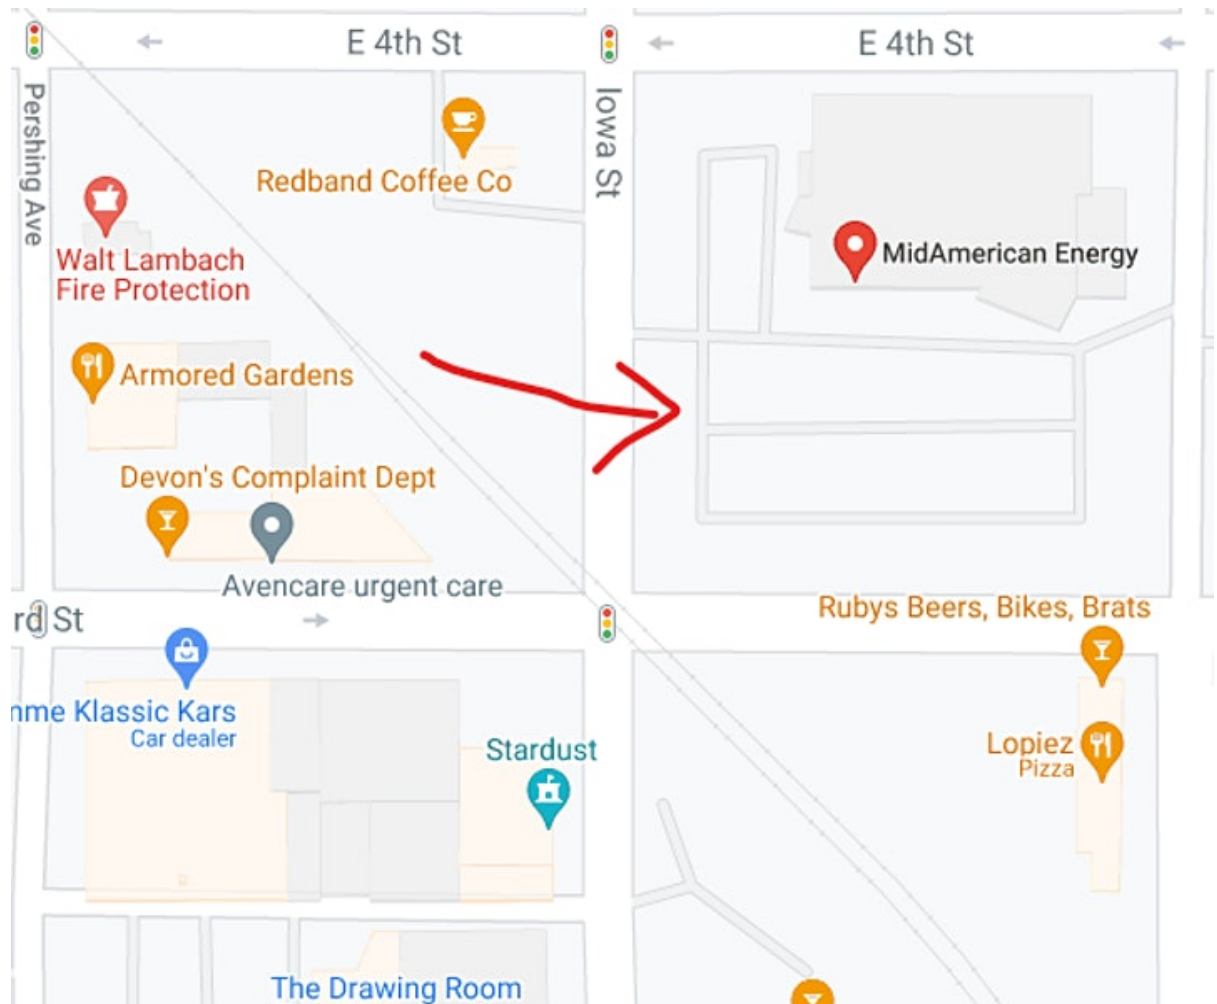 E 4th St
E 4th St
Pershing Ave
Iowa St
Redband Coffee Co
Walt Lambach
Fire Protection
MidAmerican Energy
Armored Gardens
Devon's Complaint Dept
Avencare urgent care
rd St
Rubys Beers, Bikes, Brats
mme Klassic Kars
Car dealer
Stardust
Lopiez
Pizza
The Drawing Room